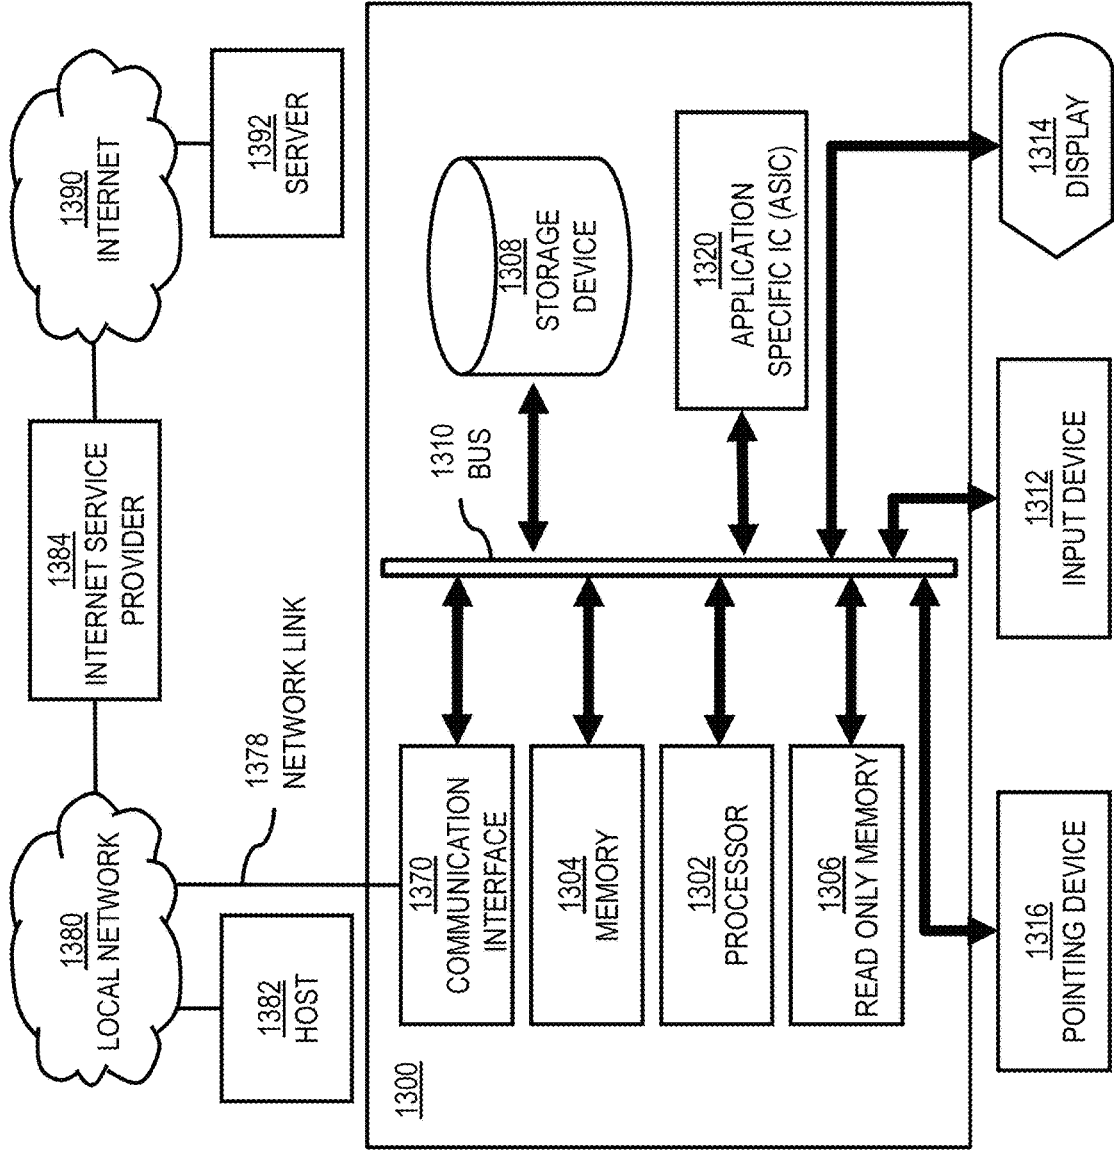 1380
LOCAL NETWORK
1384
INTERNET SERVICE
PROVIDER
1390
INTERNET
1382
HOST
1378
NETWORK LINK
1392
SERVER
1300
1370
COMMUNICATION
INTERFACE
1310
BUS
1304
MEMORY
1308
STORAGE
DEVICE
1302
PROCESSOR
1320
APPLICATION
SPECIFIC IC (ASIC)
1306
READ ONLY MEMORY
1316
POINTING DEVICE
1312
INPUT DEVICE
1314
DISPLAY